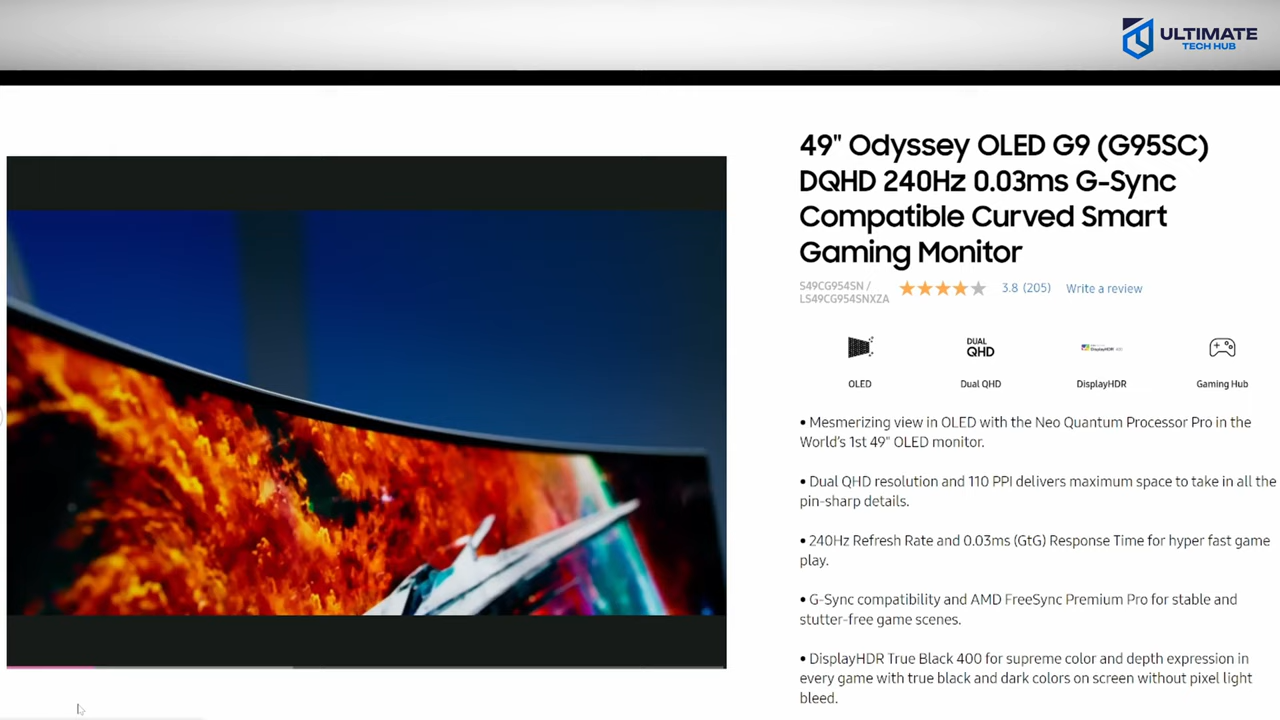 ULTIMATE
TECH HUB
49" Odyssey OLED G9 (G95SC)
DQHD 240Hz 0.03ms G-Sync
Compatible Curved Smart
Gaming Monitor
S49CG954SN /
LS49CG954SNXZA
3.8 (205) Write a review
DUAL
QHD
DisplayHDR
OLED Dual QHD DisplayHDR Gaming Hub
• Mesmerizing view in OLED with the Neo Quantum Processor Pro in the
World's 1st 49" OLED monitor.
• Dual QHD resolution and 110 PPI delivers maximum space to take in all the
pin-sharp details.
• 240Hz Refresh Rate and 0.03ms (GtG) Response Time for hyper fast game
play.
• G-Sync compatibility and AMD FreeSync Premium Pro for stable and
stutter-free game scenes.
• DisplayHDR True Black 400 for supreme color and depth expression in
every game with true black and dark colors on screen without pixel light
bleed.